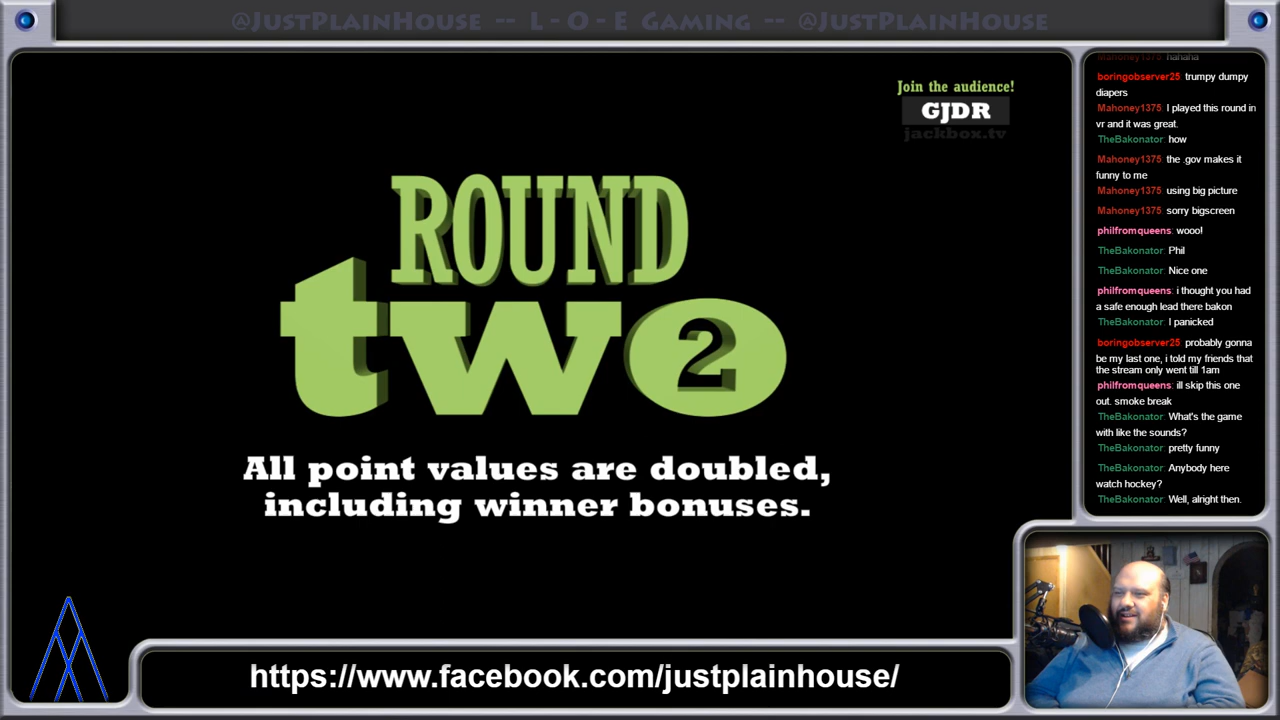 @JustPlainHouse -- L-O-E Gaming -- @JustPlainHouse
Join the audience!
GJDR
jackbox.tv
ROUND
two
2
All point values are doubled,
including winner bonuses.
Mahoney1375: hahaha
boringobserver25: trumpy dumpy
diapers
Mahoney1375: I played this round in
vr and it was great.
TheBakonator: how
Mahoney1375: the .gov makes it
funny to me
Mahoney1375: using big picture
Mahoney1375: sorry bigscreen
philfromqueens: wooo!
TheBakonator: Phil
TheBakonator: Nice one
philfromqueens: i thought you had
a safe enough lead there bakon
TheBakonator: I panicked
boringobserver25: probably gonna
be my last one, i told my friends that
the stream only went till 1am
philfromqueens: ill skip this one
out. smoke break
TheBakonator: What's the game
with like the sounds?
TheBakonator: pretty funny
TheBakonator: Anybody here
watch hockey?
TheBakonator: Well, alright then.
https://www.facebook.com/justplainhouse/